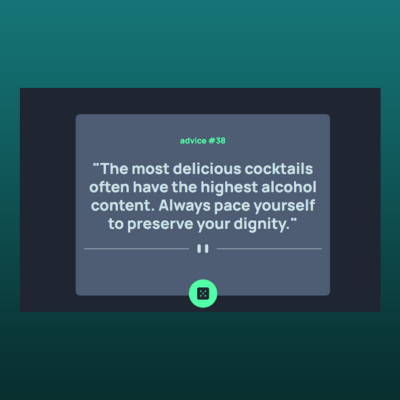 advice #38
"The most delicious cocktails
often have the highest alcohol
content. Always pace yourself
to preserve your dignity."